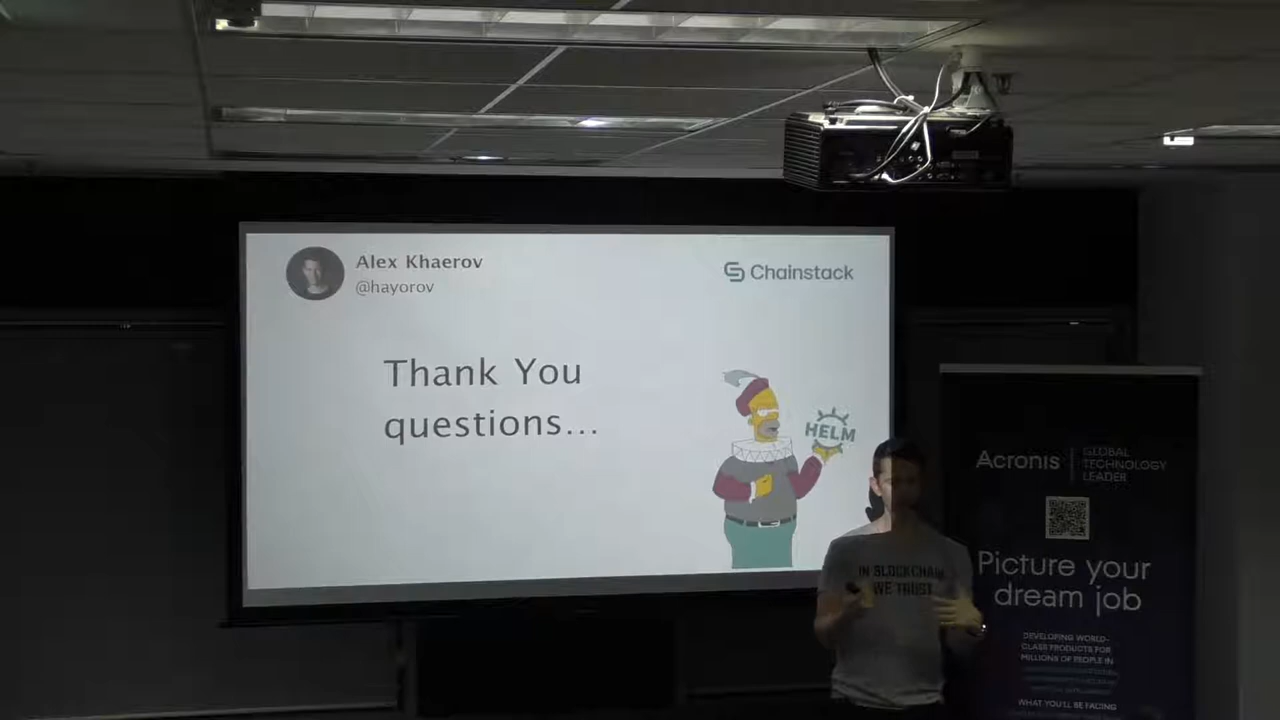 Alex Khaerov
@hayorov
Chainstack
Thank You
questions...
HELM
IN BLOCKCHAIN
WE TRUST
Acronis
GLOBAL
TECHNOLOGY
LEADER
Picture your
dream job
DEVELOPING WORLD-
CLASS PRODUCTS FOR
MILLIONS OF PEOPLE IN
WHAT YOU'LL BE FACING